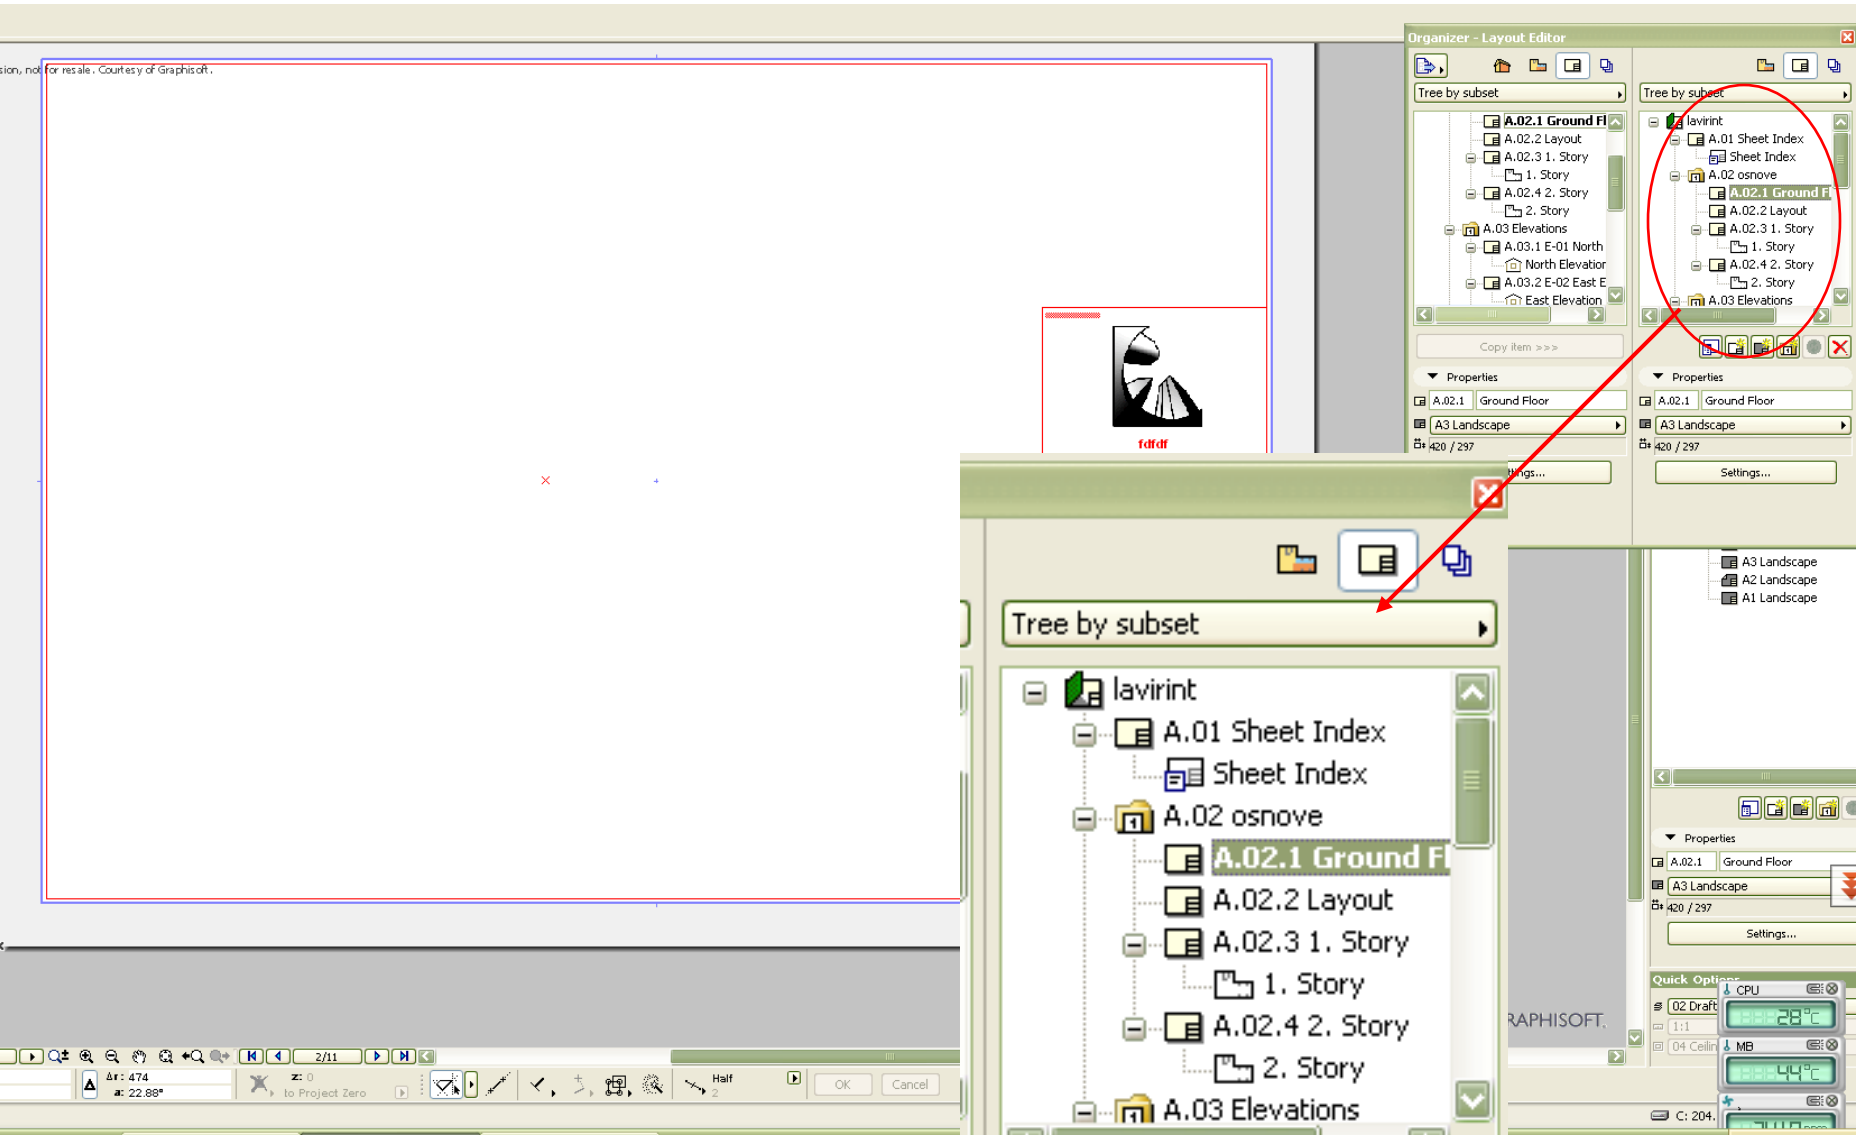 Organizer - Layout Editor
sion, not for resale. Courtesy of Graphisoft.
Tree by subset
A.02.1 Ground Fl
A.02.2 Layout
A.02.3 1. Story
1. Story
A.02.4 2. Story
2. Story
A.03 Elevations
A.03.1 E-01 North
North Elevation
A.03.2 E-02 East E
East Elevation
Copy item >>>
Properties
A.02.1 Ground Floor
A3 Landscape
420 / 297
Tree by subset
lavirint
A.01 Sheet Index
Sheet Index
A.02 osnove
A.02.1 Ground Fl
A.02.2 Layout
A.02.3 1. Story
1. Story
A.02.4 2. Story
2. Story
A.03 Elevations
Properties
A.02.1 Ground Floor
A3 Landscape
420 / 297
Settings...
fdfdf
Tree by subset
lavirint
A.01 Sheet Index
Sheet Index
A.02 osnove
A.02.1 Ground Fl
A.02.2 Layout
A.02.3 1. Story
1. Story
A.02.4 2. Story
2. Story
A.03 Elevations
A3 Landscape
A2 Landscape
A1 Landscape
Properties
A.02.1 Ground Floor
A3 Landscape
420 / 297
Settings...
Quick Options
02 Draft
1:1
04 Ceilin
RAPHISOFT.
CPU
28°C
MB
44°C
C: 204.
2/11
Δr: 474
a: 22.88°
z: 0
to Project Zero
Half
2
OK
Cancel